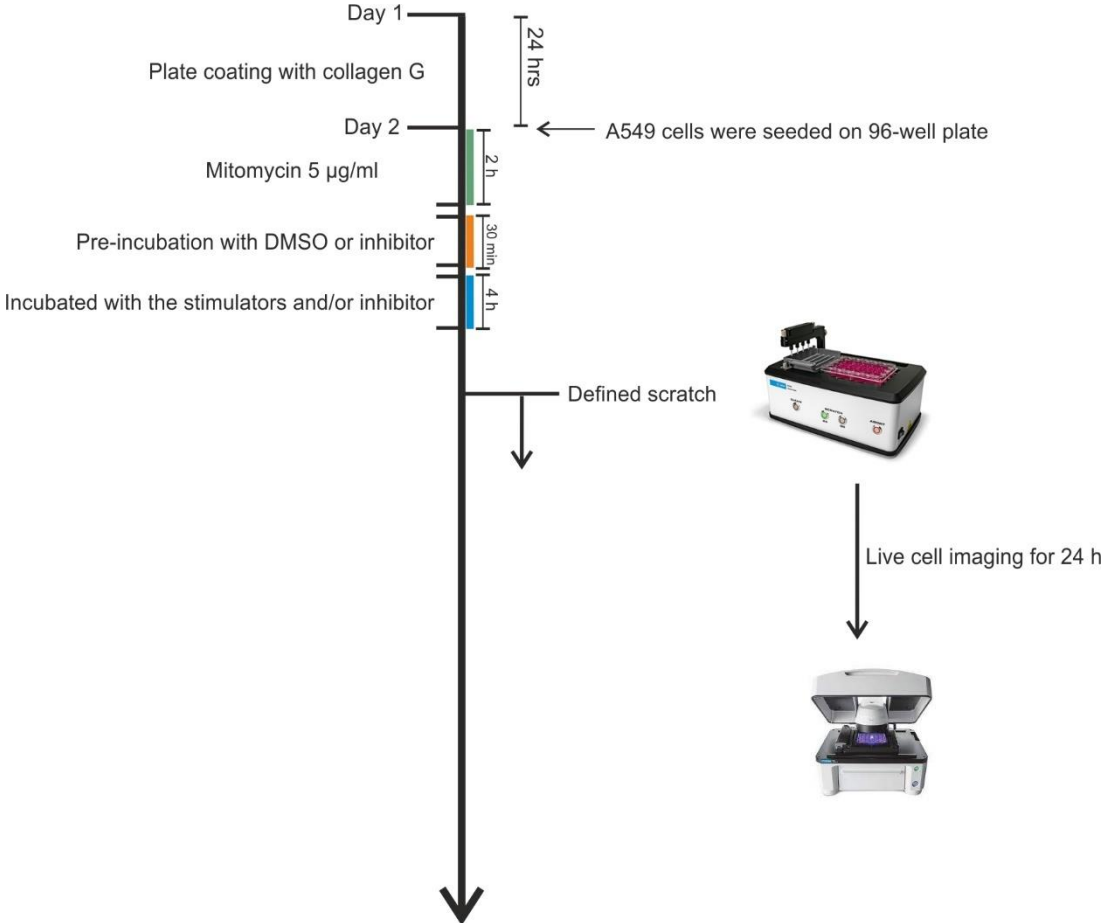 Day 1
24 hrs
Plate coating with collagen G
Day 2
A549 cells were seeded on 96-well plate
Mitomycin 5 µg/ml
2 h
Pre-incubation with DMSO or inhibitor
30 min
Incubated with the stimulators and/or inhibitor
4 h
Defined scratch
Live cell imaging for 24 h